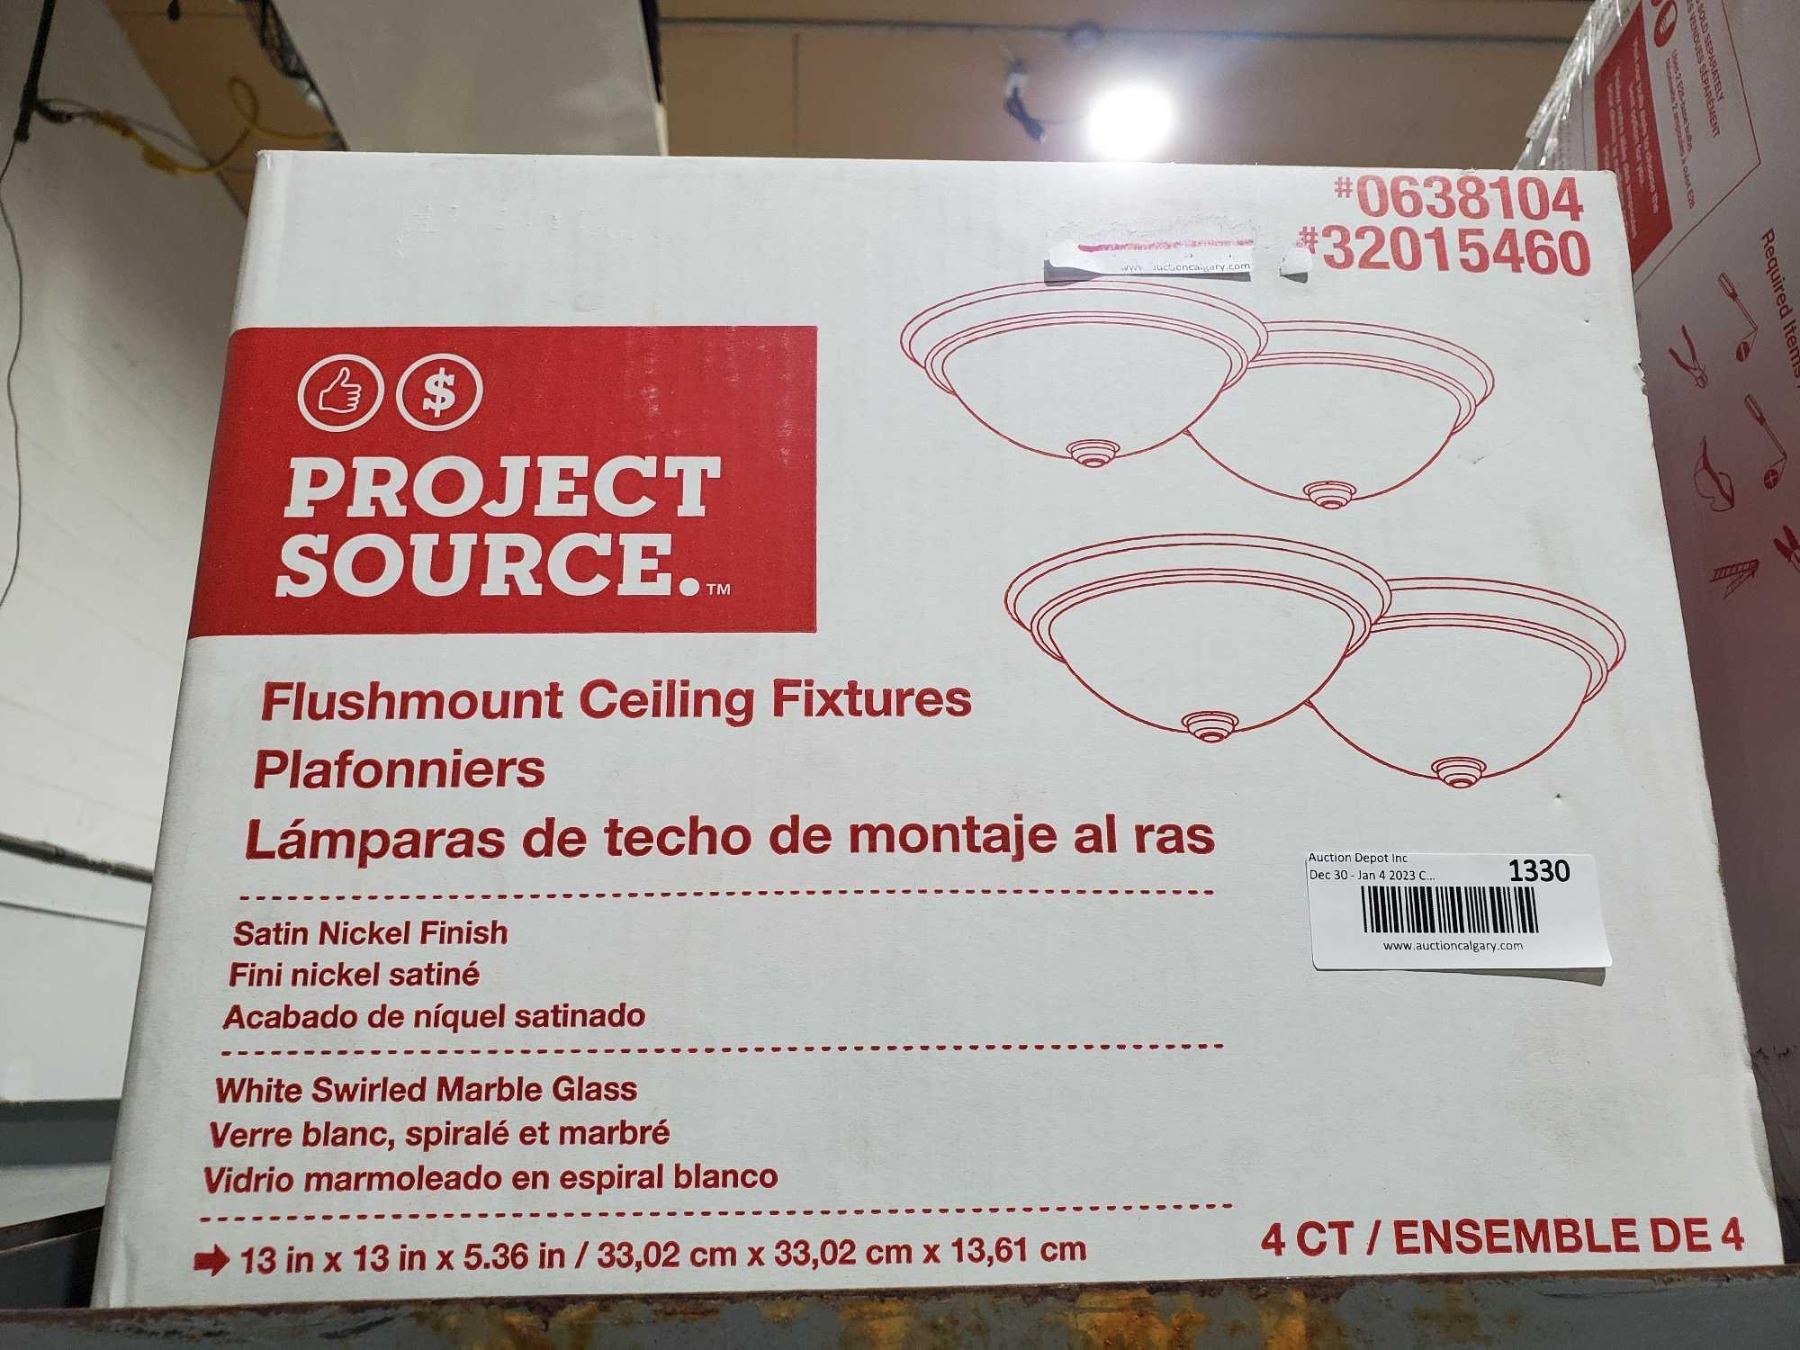 #0638104
#32015460
www. auctioncalgary.com
$
PROJECT
SOURCE.™
Flushmount Ceiling Fixtures
Plafonniers
Lámparas de techo de montaje al ras
Auction Depot Inc
Dec 30 - Jan 4 2023 C...
1330
www.auctioncalgary.com
Satin Nickel Finish
Fini nickel satiné
Acabado de níquel satinado
White Swirled Marble Glass
Verre blanc, spiralé et marbré
Vidrio marmoleado en espiral blanco
13 in x 13 in x 5.36 in / 33,02 cm x 33,02 cm x 13,61 cm
4 CT / ENSEMBLE DE 4
SOLD SEPARATELY
VENDUES SÉPARÉMENT
Required Items